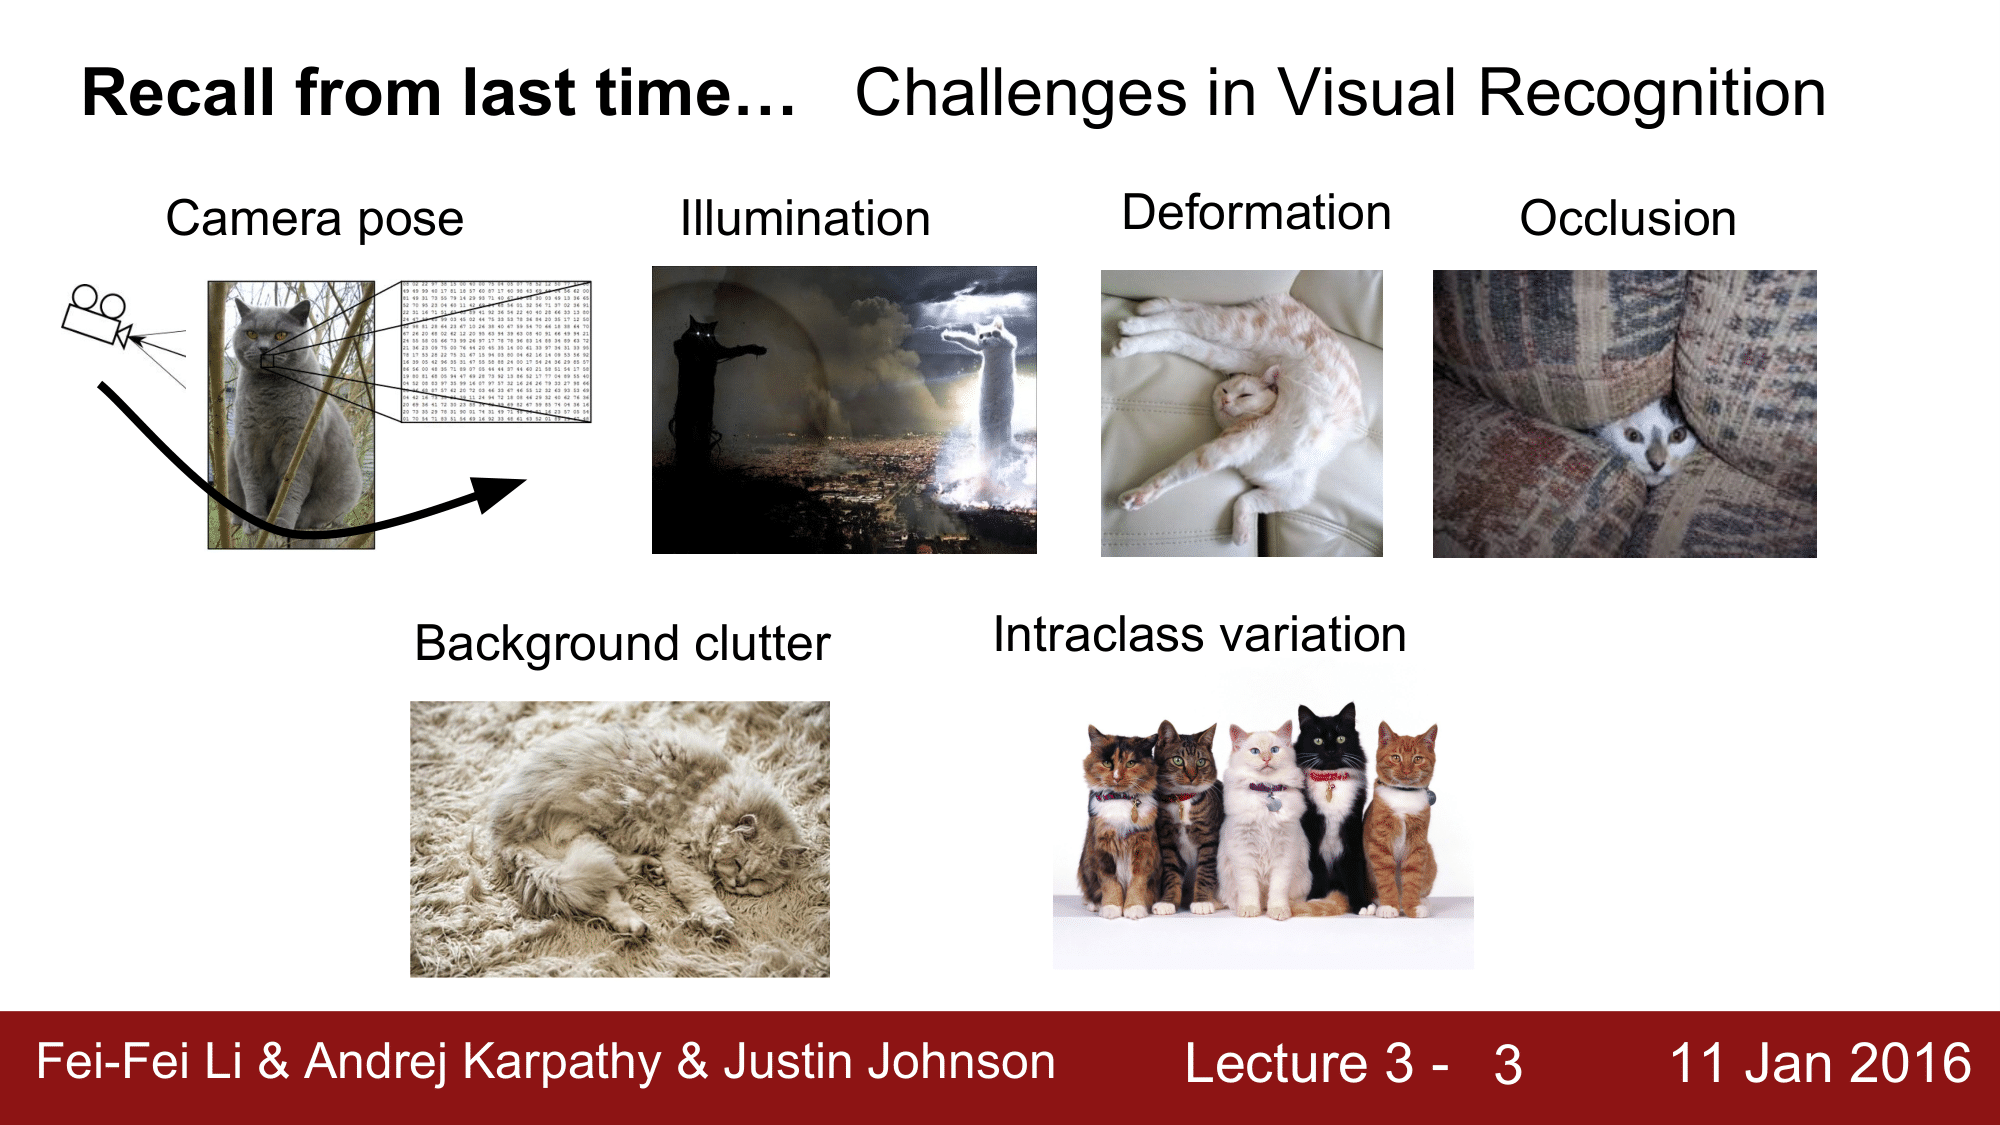 Recall from last time… Challenges in Visual Recognition
Camera pose
Illumination
Deformation
Occlusion
Background clutter
Intraclass variation
Fei-Fei Li & Andrej Karpathy & Justin Johnson
Lecture 3 - 3
11 Jan 2016